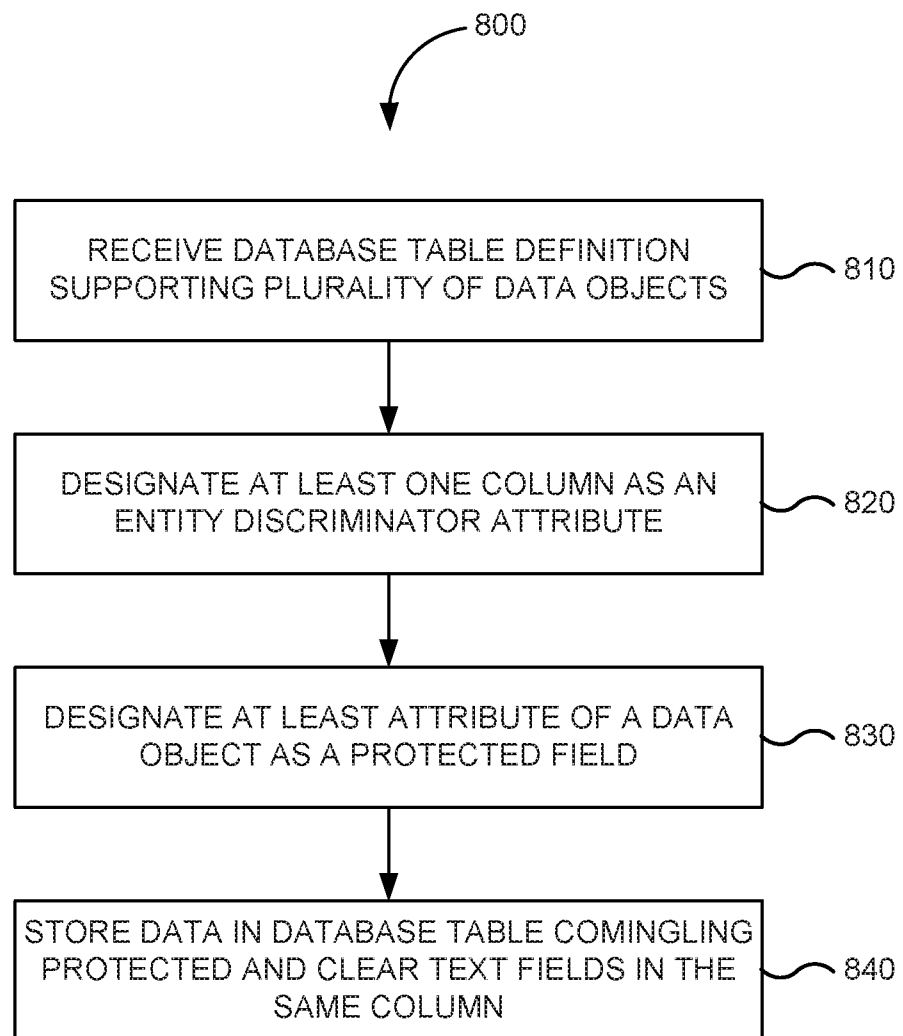 800
RECEIVE DATABASE TABLE DEFINITION
SUPPORTING PLURALITY OF DATA OBJECTS
810
DESIGNATE AT LEAST ONE COLUMN AS AN
ENTITY DISCRIMINATOR ATTRIBUTE
820
DESIGNATE AT LEAST ATTRIBUTE OF A DATA
OBJECT AS A PROTECTED FIELD
830
STORE DATA IN DATABASE TABLE COMINGLING
PROTECTED AND CLEAR TEXT FIELDS IN THE
SAME COLUMN
840